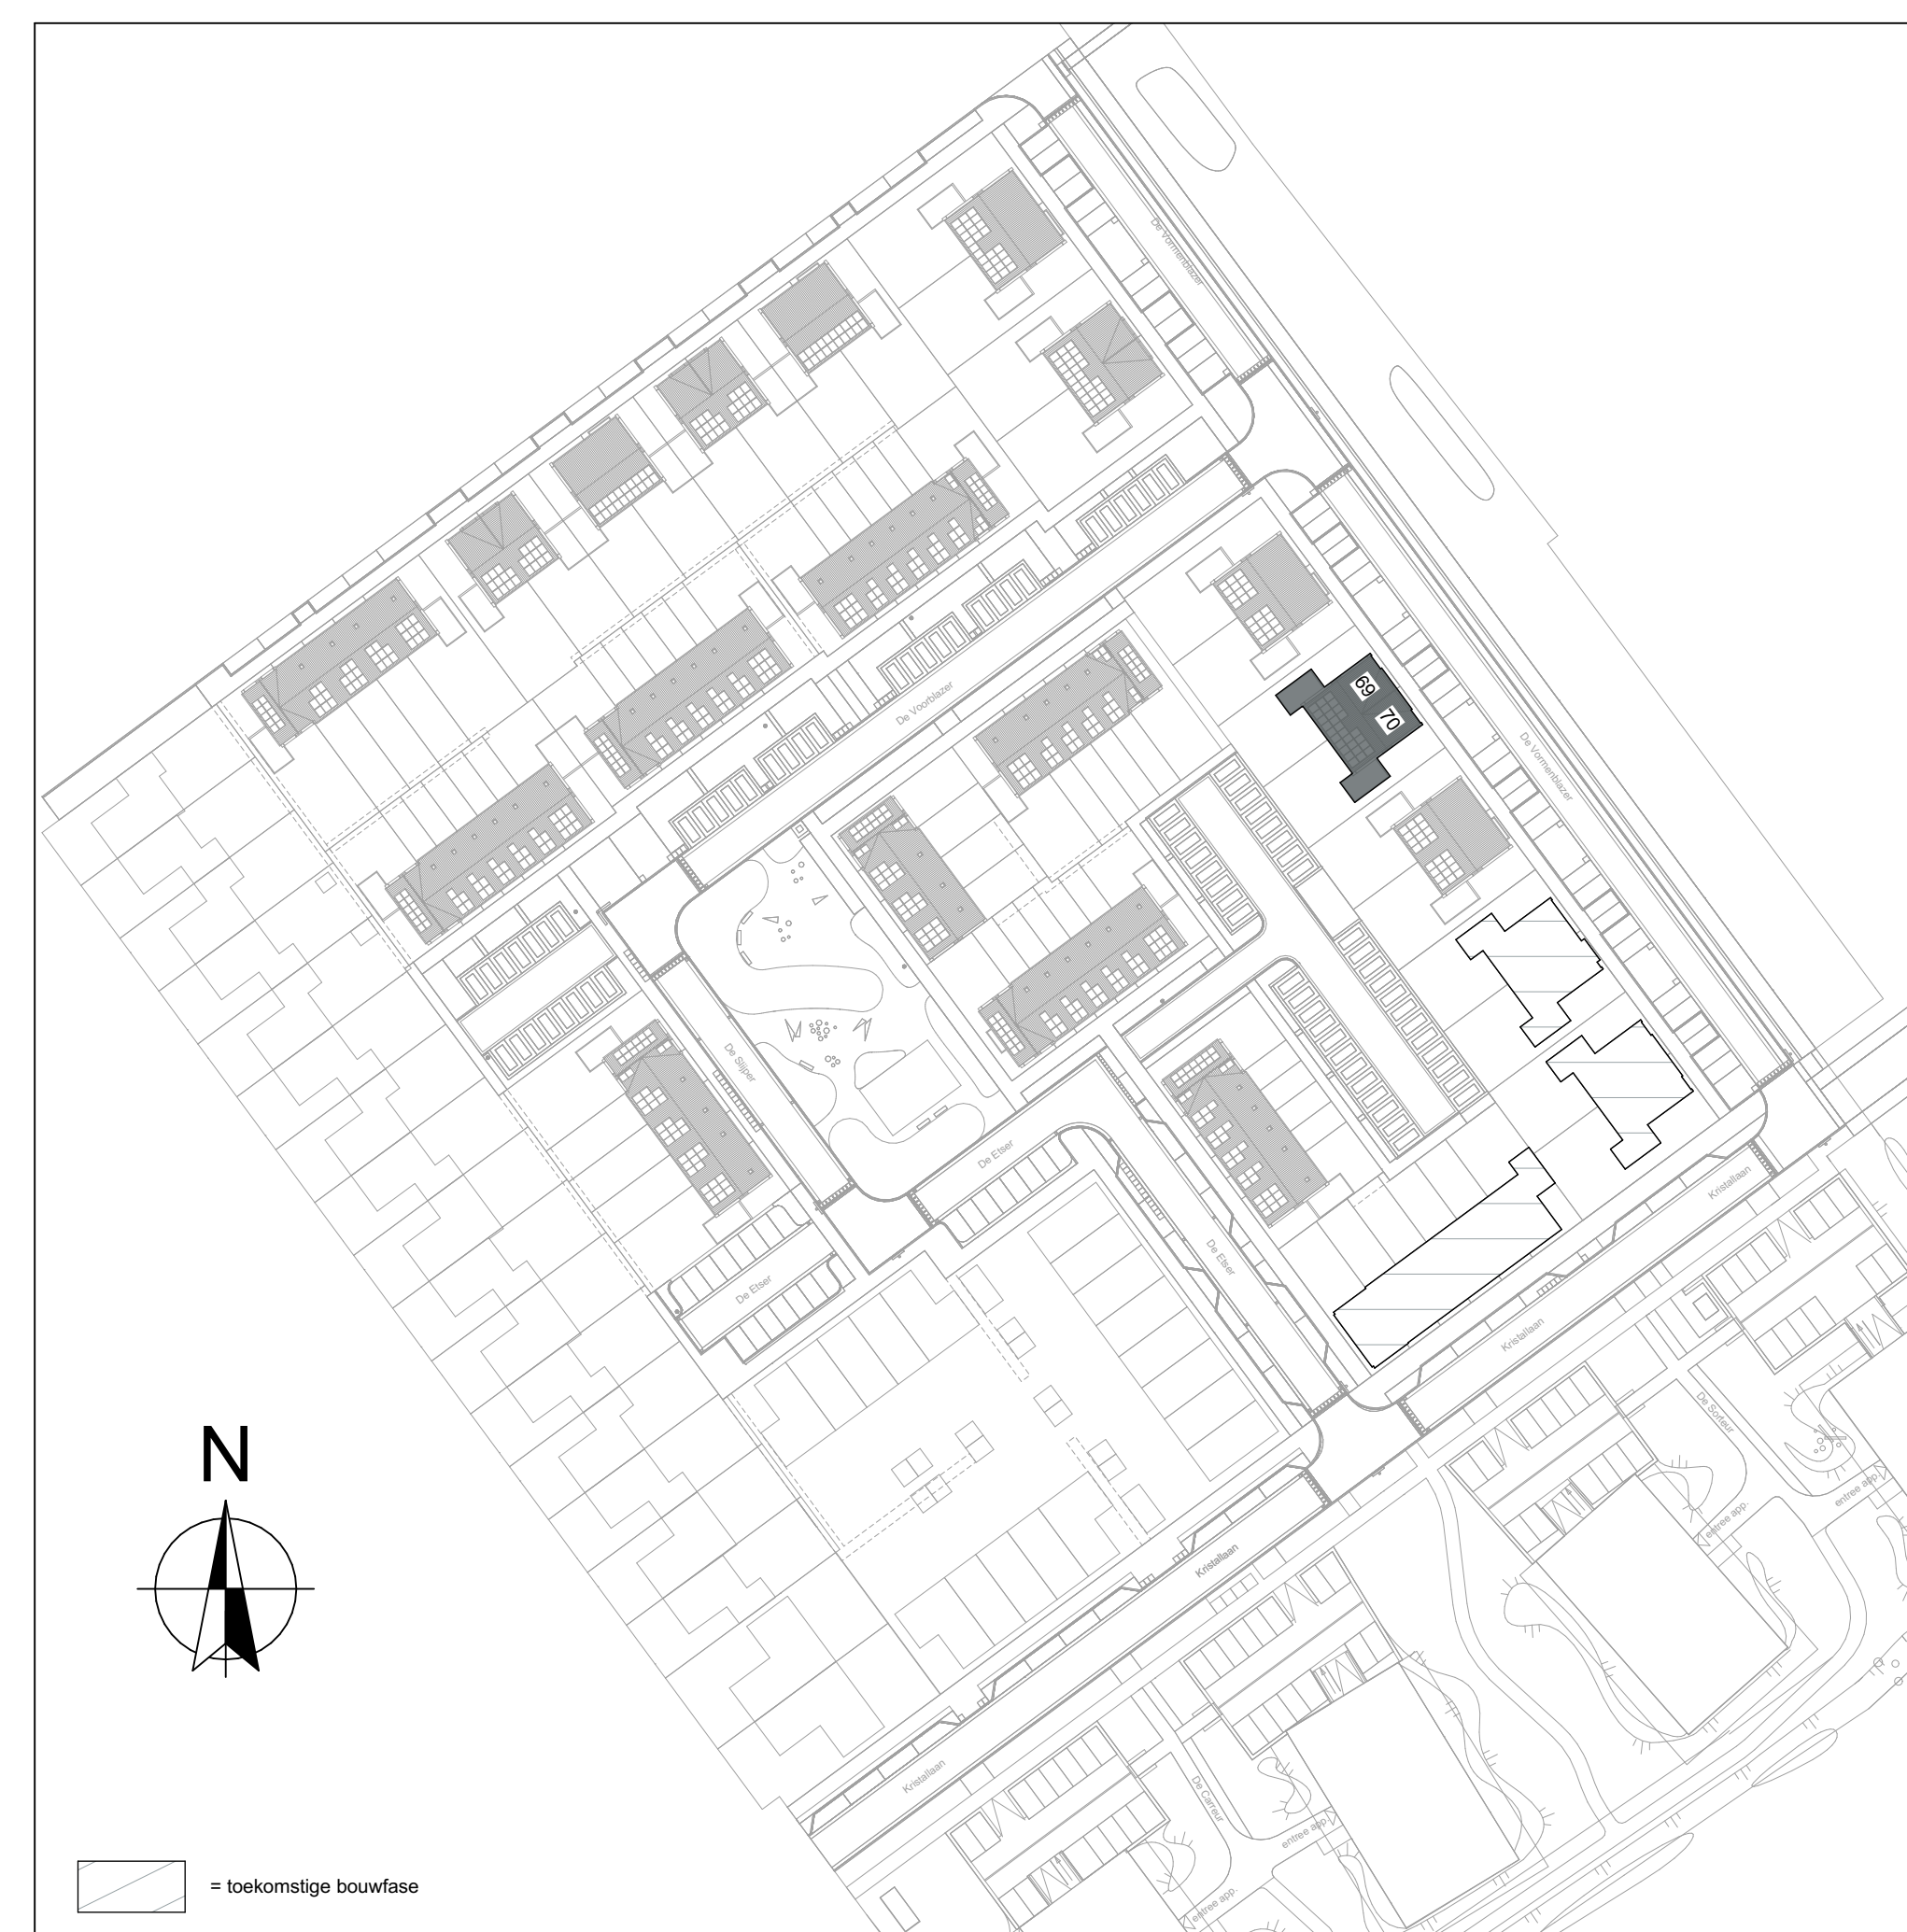 De Vormenblazer
De Voorblazer
69
70
De Vormenblazer
De Slijper
De Etser
Kristallaan
De Etser
De Etser
Kristallaan
De Sorteur
entree app.
entree app.
N
Kristallaan
Kristallaan
De Carreur
entree app.
entree app.
= toekomstige bouwfase